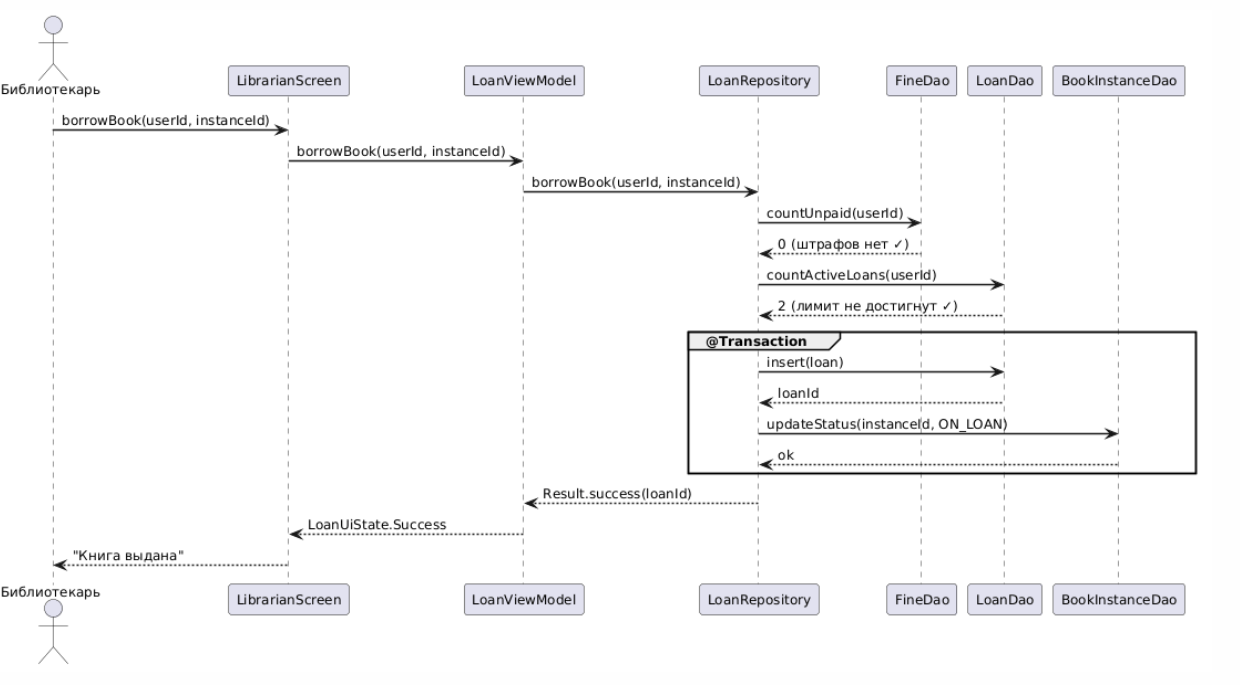 Библиотекарь
LibrarianScreen
LoanViewModel
LoanRepository
FineDao
LoanDao
BookInstanceDao
borrowBook(userId, instanceId)
borrowBook(userId, instanceId)
borrowBook(userId, instanceId)
countUnpaid(userId)
0 (штрафов нет ✓)
countActiveLoans(userId)
2 (лимит не достигнут ✓)
@Transaction
insert(loan)
loanId
updateStatus(instanceId, ON_LOAN)
ok
Result.success(loanId)
LoanUiState.Success
"Книга выдана"
Библиотекарь
LibrarianScreen
LoanViewModel
LoanRepository
FineDao
LoanDao
BookInstanceDao